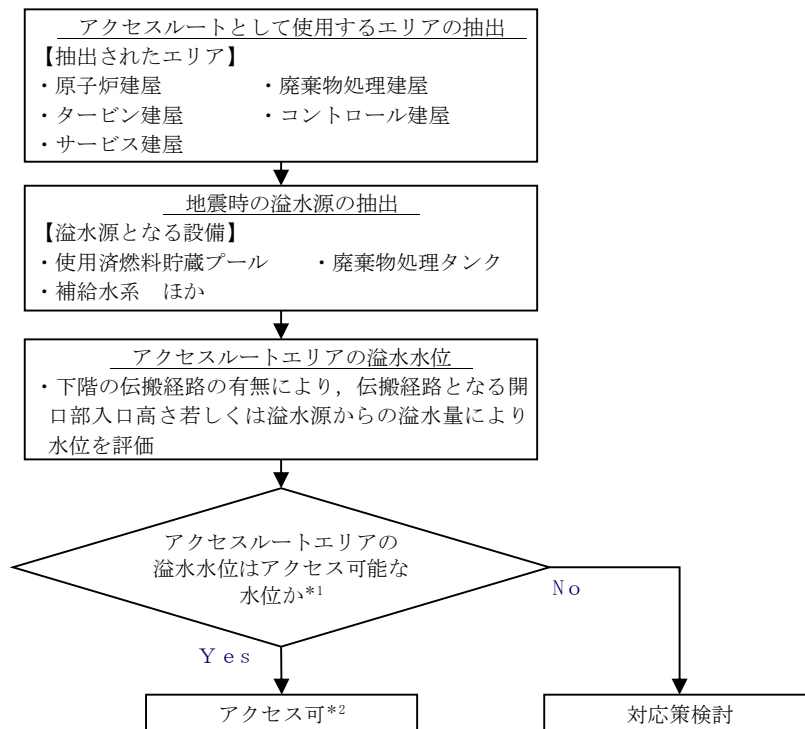 アクセスルートとして使用するエリアの抽出
【抽出されたエリア】
・原子炉建屋 ・廃棄物処理建屋
・タービン建屋 ・コントロール建屋
・サービス建屋
地震時の溢水源の抽出
【溢水源となる設備】
・使用済燃料貯蔵プール ・廃棄物処理タンク
・補給水系 ほか
アクセスルートエリアの溢水水位
・下階の伝搬経路の有無により，伝搬経路となる開
口部入口高さ若しくは溢水源からの溢水量により
水位を評価
アクセスルートエリアの
溢水水位はアクセス可能な
水位か*1
No
Yes
アクセス可*2
対応策検討